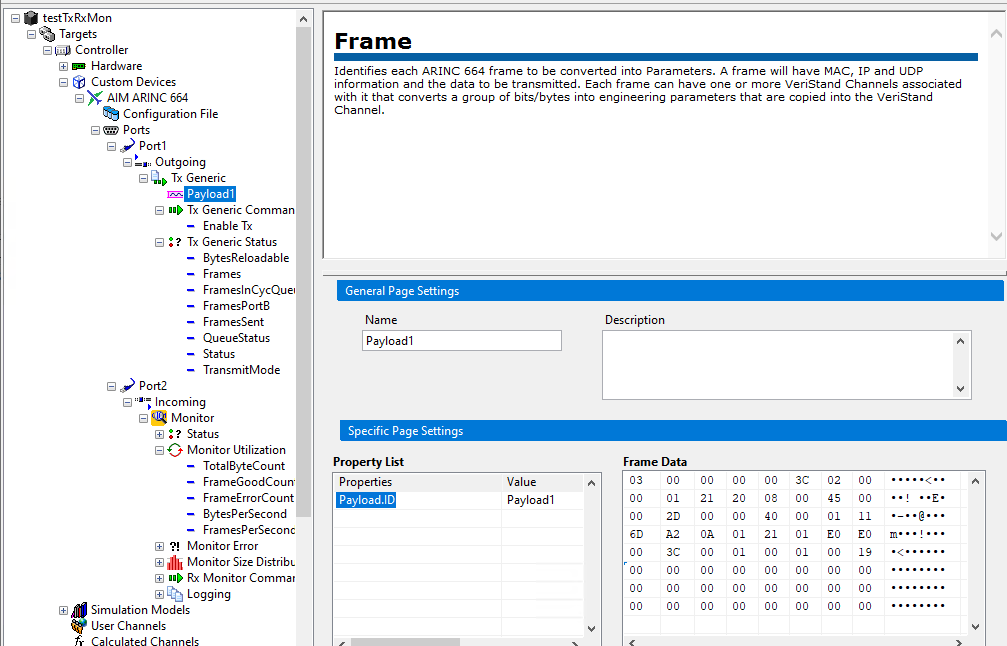 testTxRxMon
Targets
Controller
Hardware
Custom Devices
AIM ARINC 664
Configuration File
Ports
Port1
Outgoing
Tx Generic
Payload1
Tx Generic Comman
Enable Tx
Tx Generic Status
BytesReloadable
Frames
FramesInCycQueu
FramesPortB
FramesSent
QueueStatus
Status
TransmitMode
Port2
Incoming
Monitor
Status
Monitor Utilization
TotalByteCount
FrameGoodCount
FrameErrorCount
BytesPerSecond
FramesPerSecond
Monitor Error
Monitor Size Distribu
Rx Monitor Comman
Logging
Simulation Models
User Channels
Calculated Channels
Frame
Identifies each ARINC 664 frame to be converted into Parameters. A frame will have MAC, IP and UDP
information and the data to be transmitted. Each frame can have one or more VeriStand Channels associated
with it that converts a group of bits/bytes into engineering parameters that are copied into the VeriStand
Channel.
General Page Settings
Name
Description
Payload1
Specific Page Settings
Property List
Properties Value
Payload.ID Payload1
Frame Data
03 00 00 00 00 3C 02 00 •••••<••
00 01 21 20 08 00 45 00 ••! ••E•
00 2D 00 00 40 00 01 11 •-••@•••
6D A2 0A 01 21 01 E0 E0 m•••!•••
00 3C 00 01 00 01 00 19 •<••••••
00 00 00 00 00 00 00 00 ••••••••
00 00 00 00 00 00 00 00 ••••••••
00 00 00 00 00 00 00 00 ••••••••